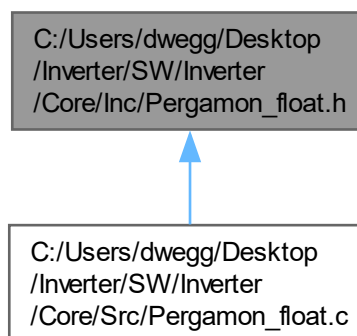 C:/Users/dwegg/Desktop
/Inverter/SW/Inverter
/Core/Inc/Pergamon_float.h
C:/Users/dwegg/Desktop
/Inverter/SW/Inverter
/Core/Src/Pergamon_float.c